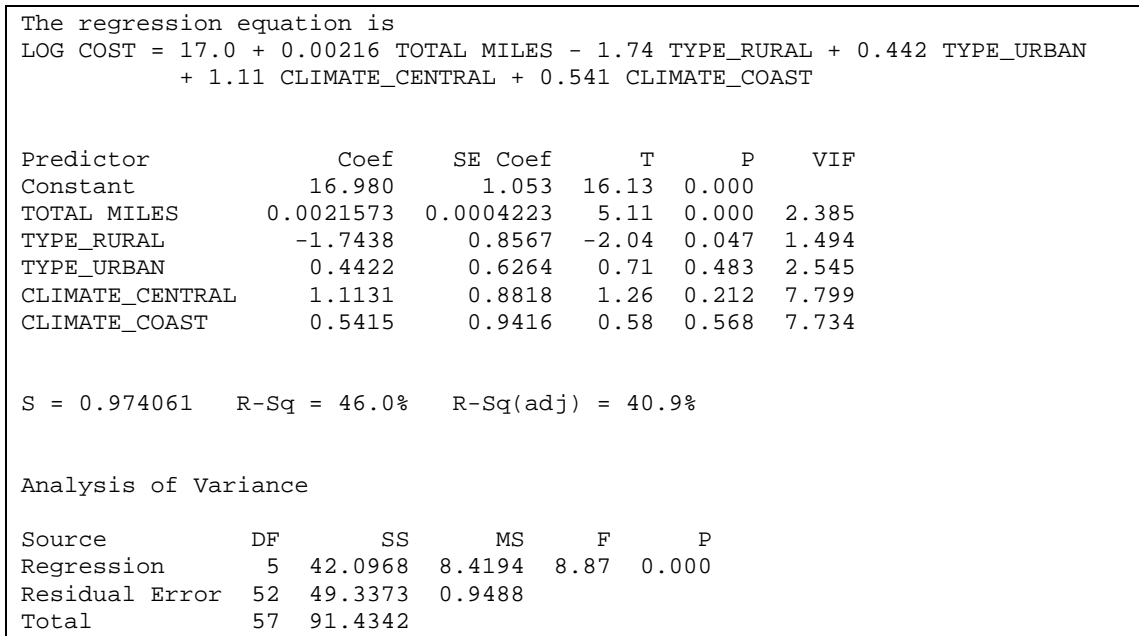 The regression equation is
LOG COST = 17.0 + 0.00216 TOTAL MILES - 1.74 TYPE_RURAL + 0.442 TYPE_URBAN
+ 1.11 CLIMATE_CENTRAL + 0.541 CLIMATE_COAST
Predictor Coef SE Coef T P VIF
Constant 16.980 1.053 16.13 0.000
TOTAL MILES 0.0021573 0.0004223 5.11 0.000 2.385
TYPE_RURAL -1.7438 0.8567 -2.04 0.047 1.494
TYPE_URBAN 0.4422 0.6264 0.71 0.483 2.545
CLIMATE_CENTRAL 1.1131 0.8818 1.26 0.212 7.799
CLIMATE_COAST 0.5415 0.9416 0.58 0.568 7.734
S = 0.974061 R-Sq = 46.0% R-Sq(adj) = 40.9%
Analysis of Variance
Source DF SS MS F P
Regression 5 42.0968 8.4194 8.87 0.000
Residual Error 52 49.3373 0.9488
Total 57 91.4342